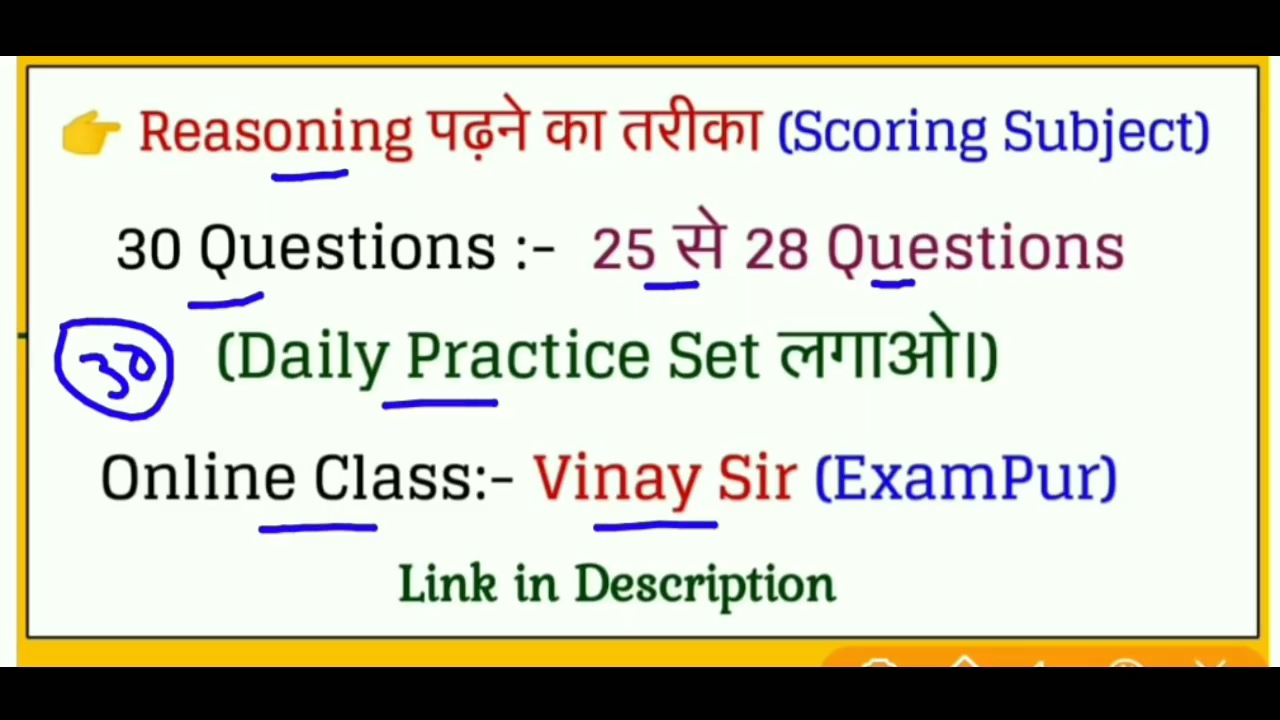 👉 Reasoning पढ़ने का तरीका (Scoring Subject)
30 Questions :- 25 से 28 Questions
30 (Daily Practice Set लगाओ।)
Online Class:- Vinay Sir (ExamPur)
Link in Description